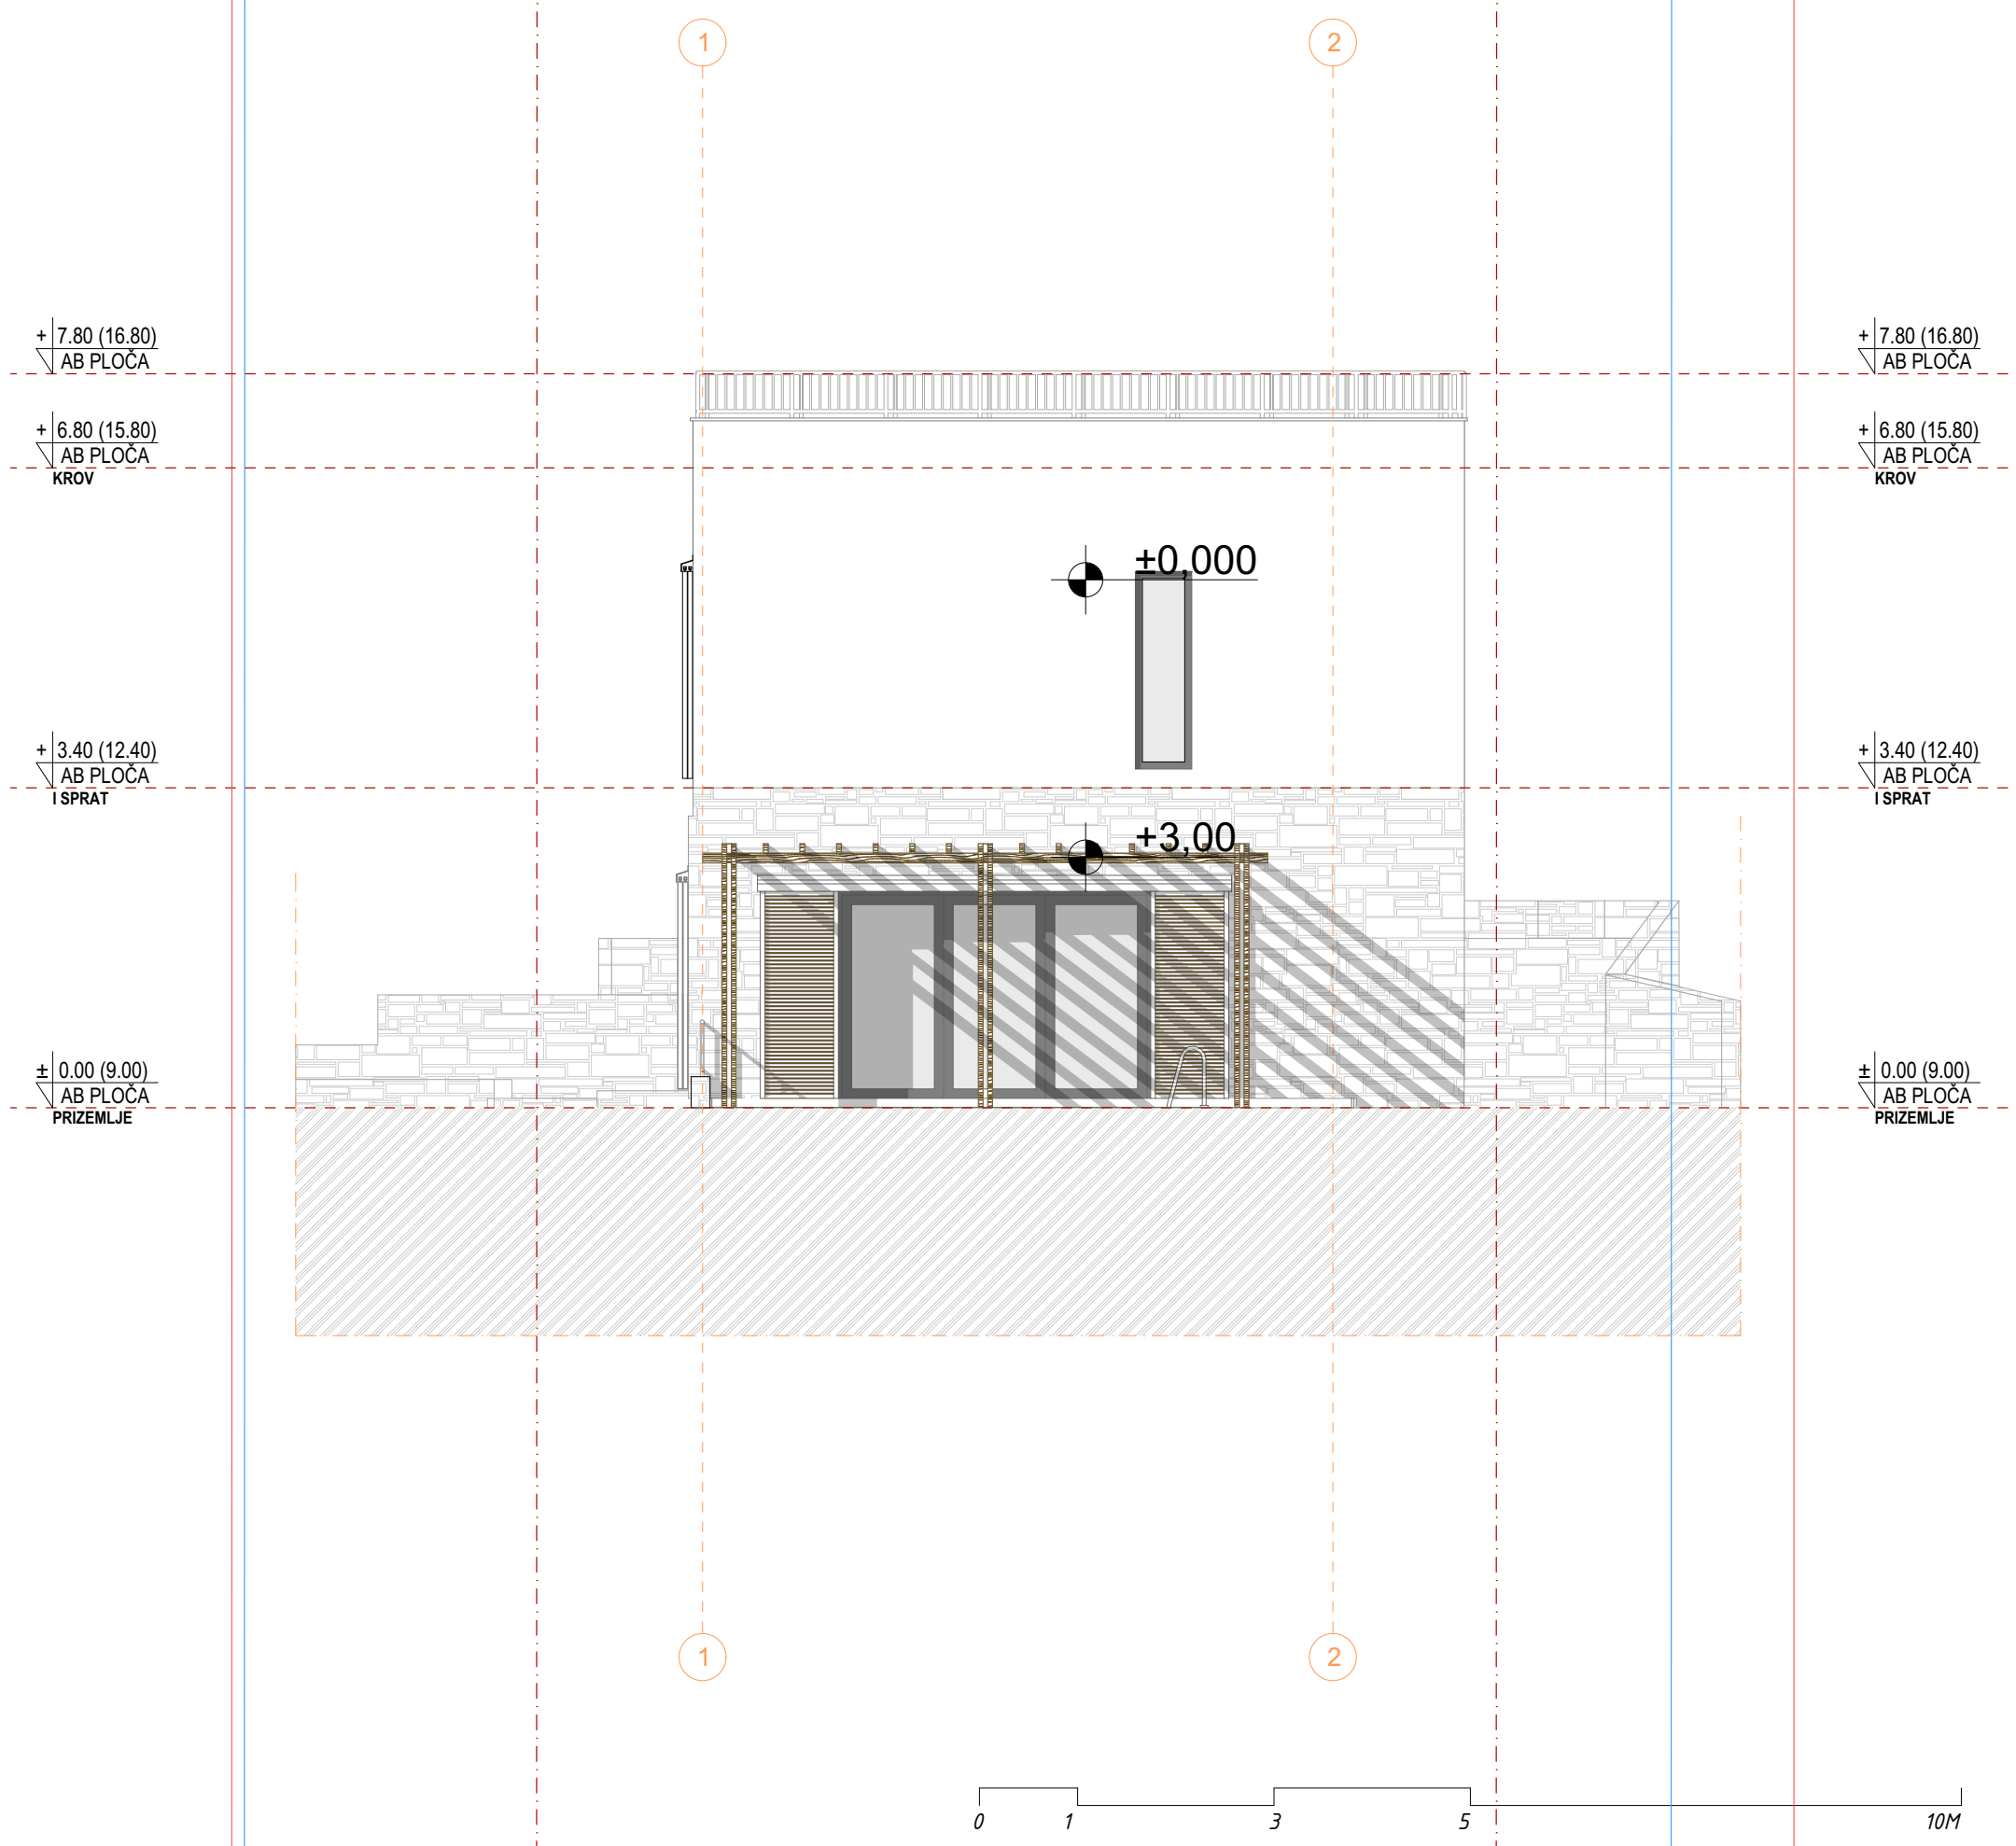 1
2
+ 7.80 (16.80)
AB PLOČA
+ 7.80 (16.80)
AB PLOČA
+ 6.80 (15.80)
AB PLOČA
KROV
+ 6.80 (15.80)
AB PLOČA
KROV
±0,000
+ 3.40 (12.40)
AB PLOČA
I SPRAT
+ 3.40 (12.40)
AB PLOČA
I SPRAT
+3,00
± 0.00 (9.00)
AB PLOČA
PRIZEMLJE
± 0.00 (9.00)
AB PLOČA
PRIZEMLJE
1
2
0 1 3 5 10M